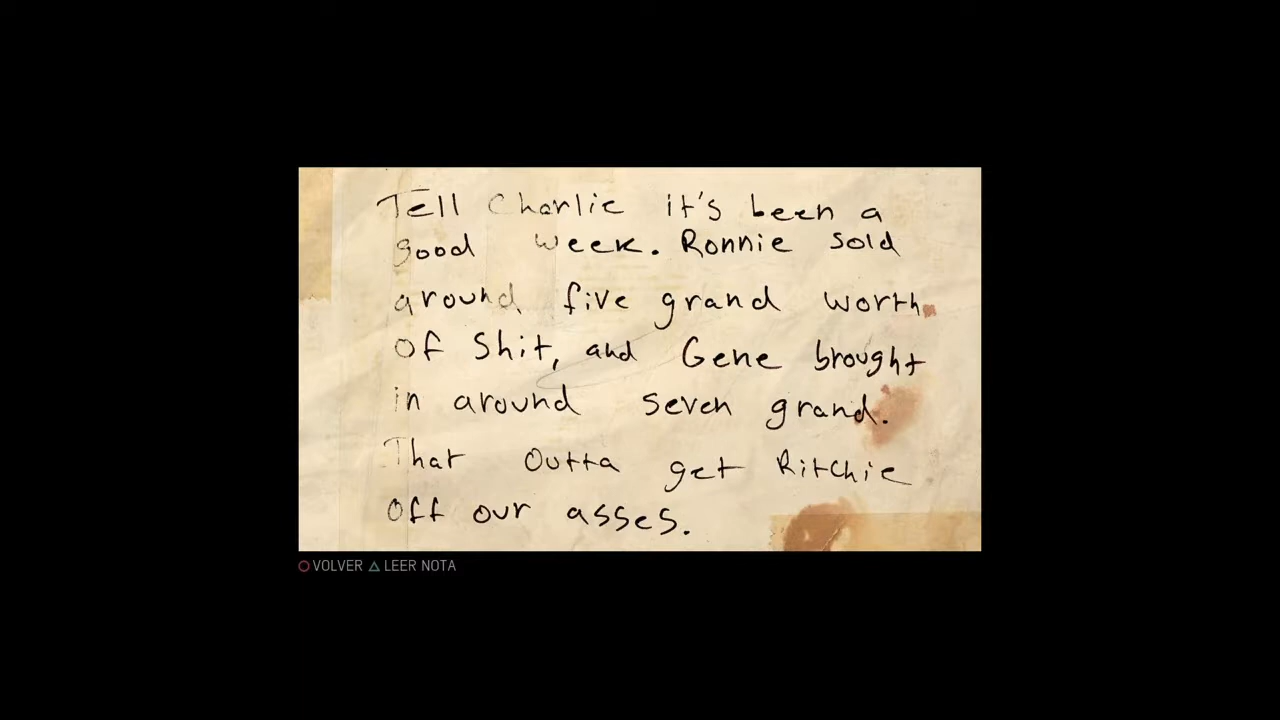 Tell Charlie it's been a
good week. Ronnie sold
around five grand worth
of Shit, and Gene brought
in around seven grand.
That Outta get Ritchie
Off our asses.
VOLVER LEER NOTA